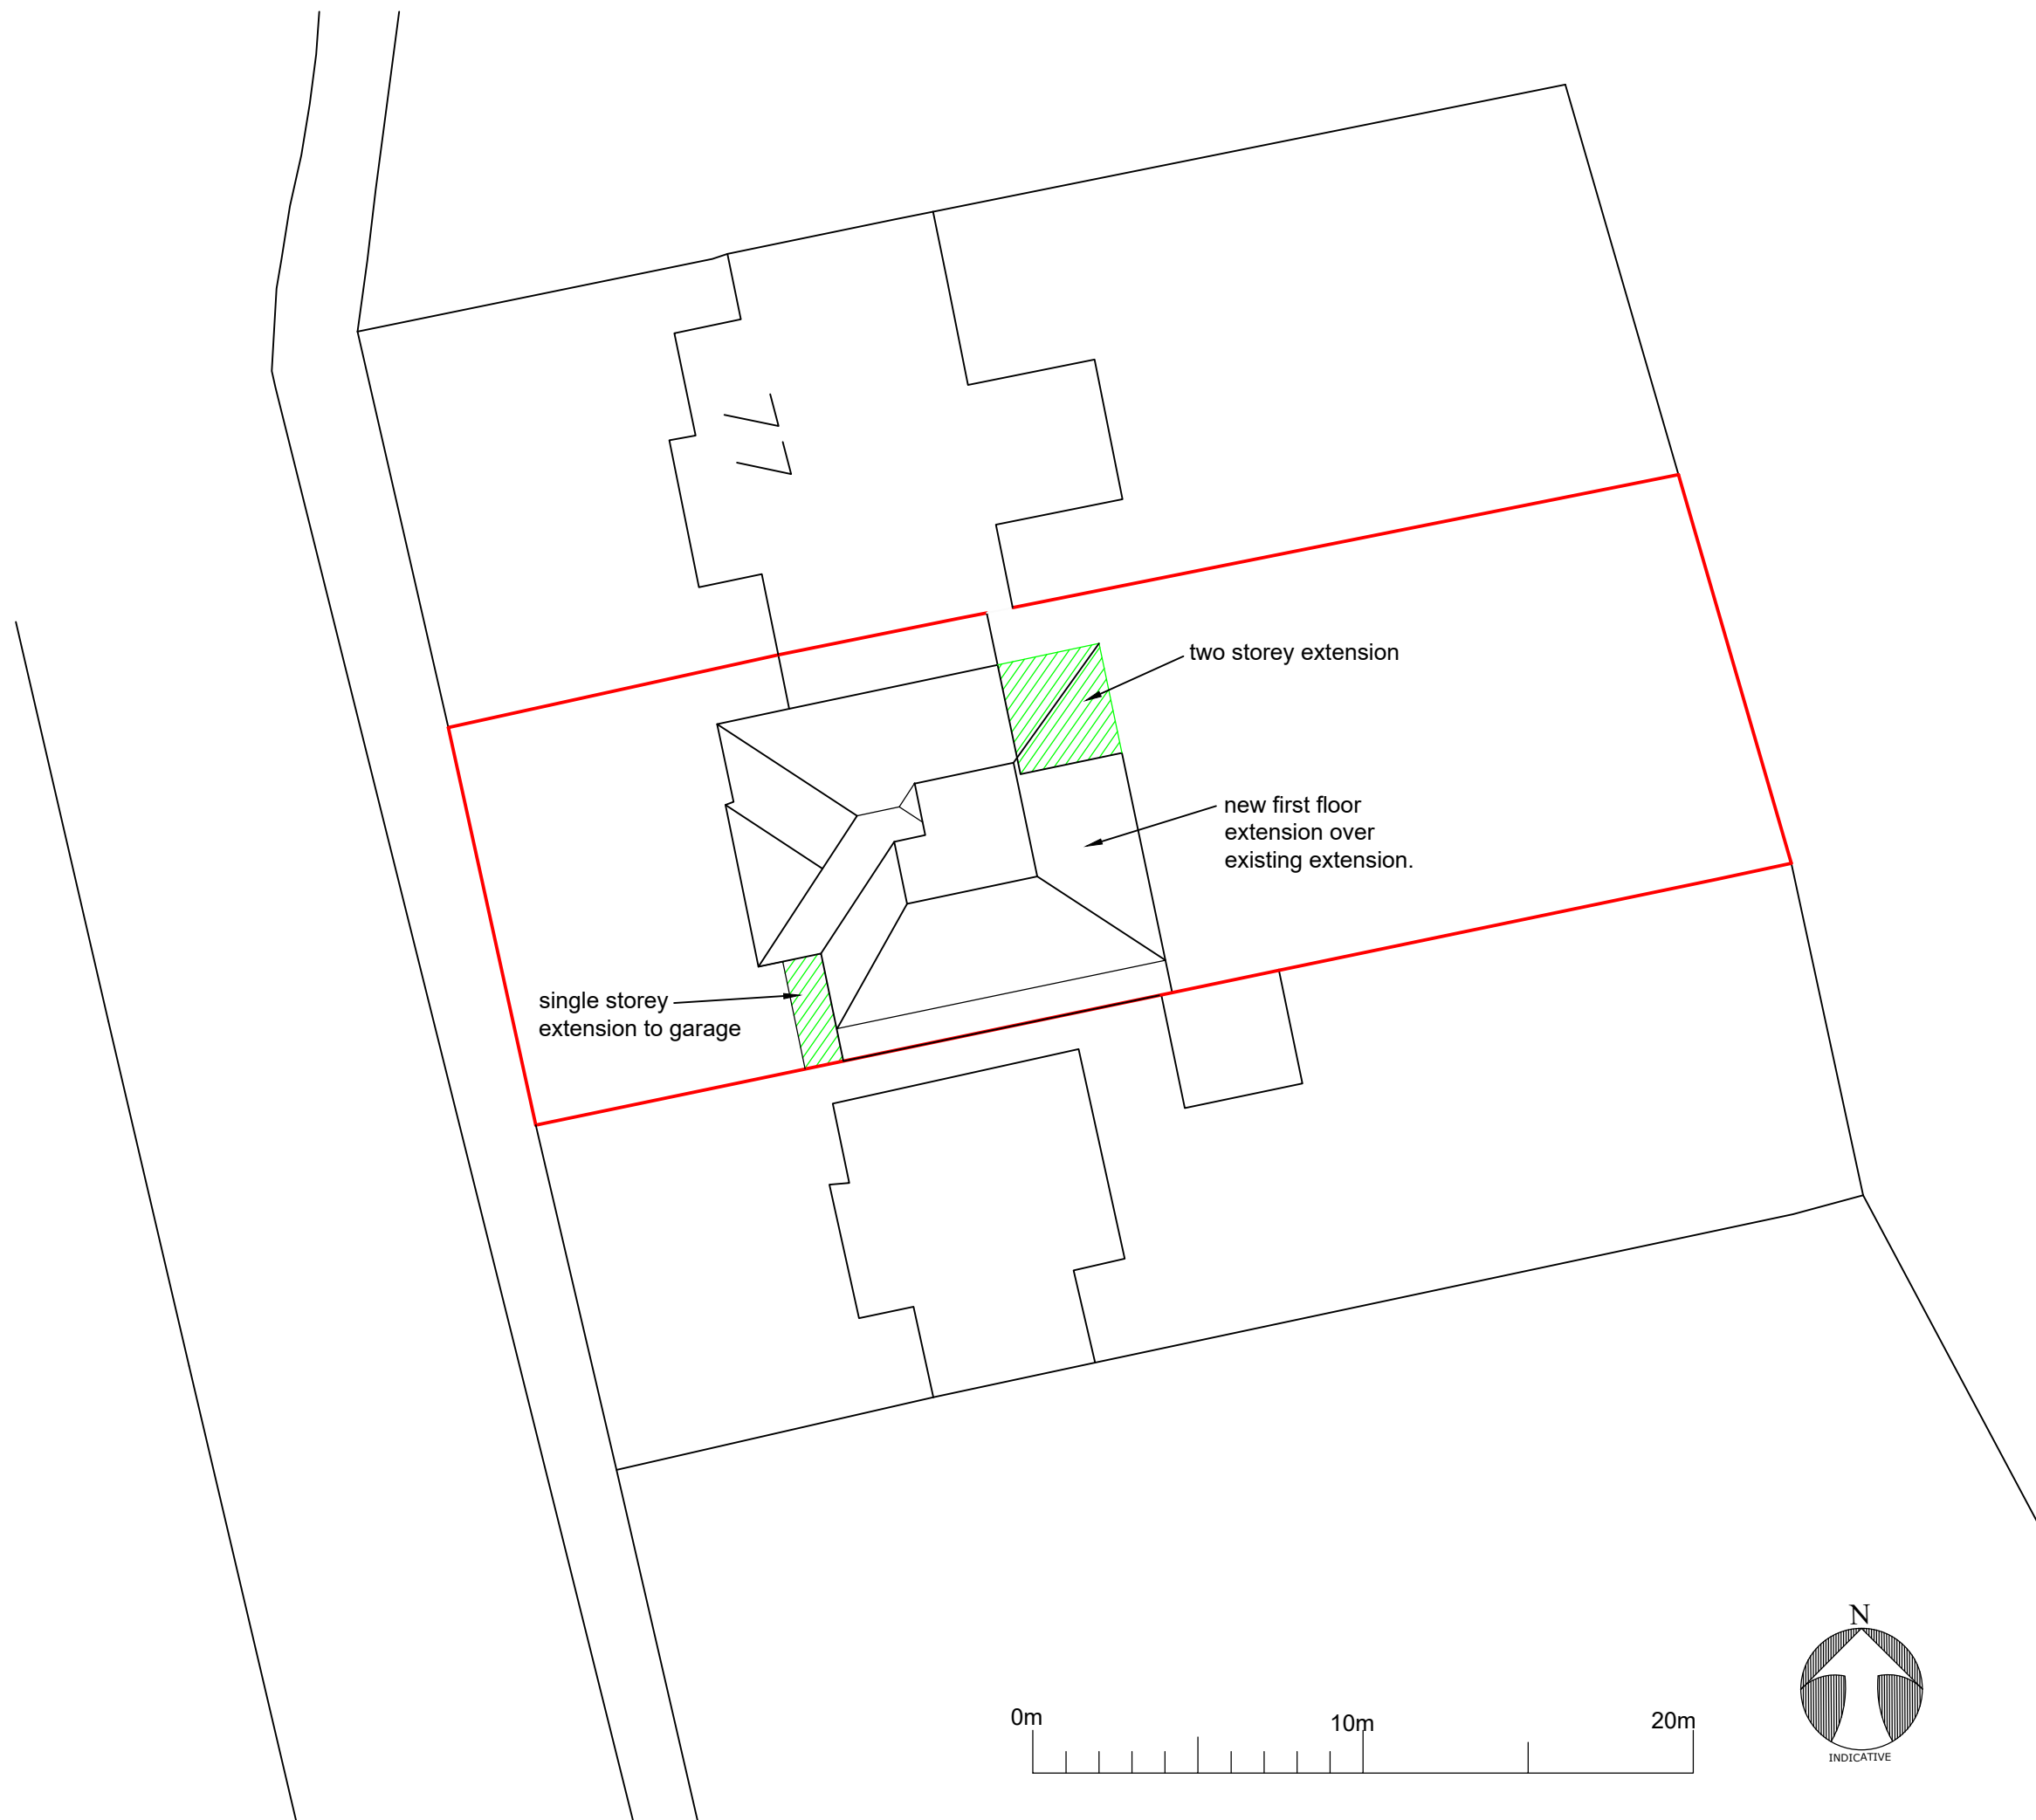 two storey extension
new first floor
extension over
existing extension.
single storey
extension to garage
N
0m
10m
20m
INDICATIVE